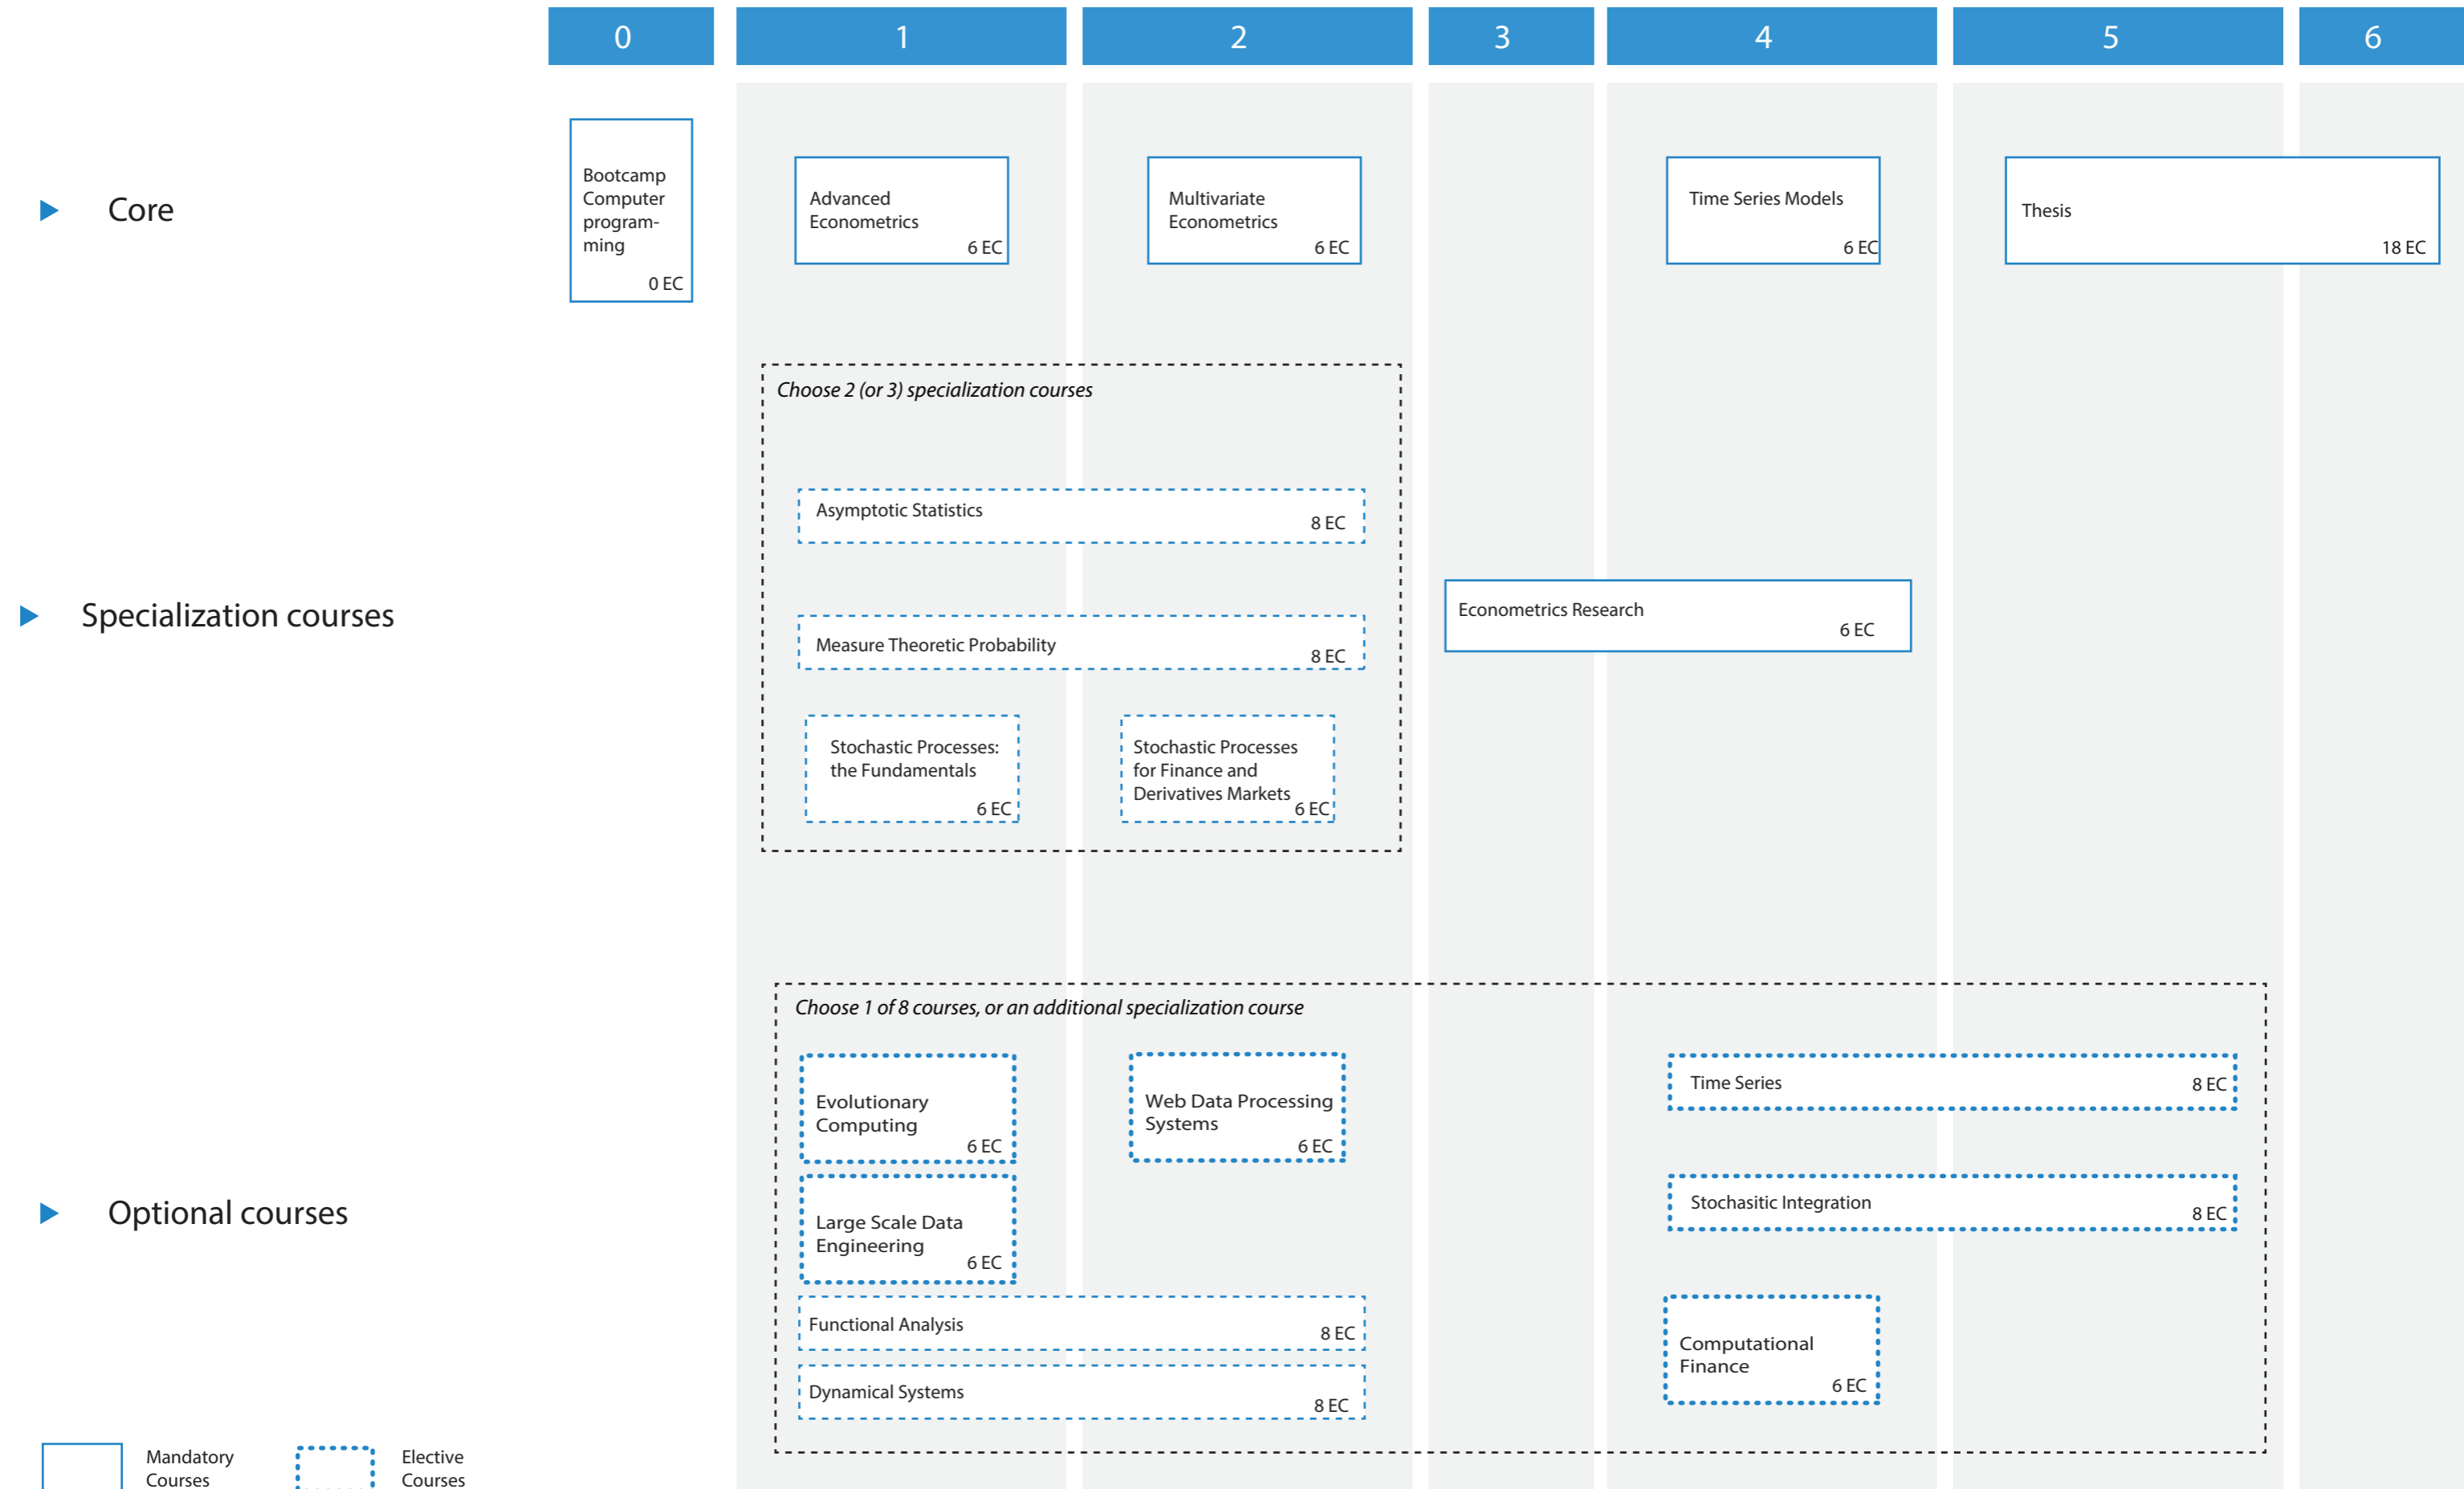 0 1 2 3 4 5 6
Core
Bootcamp
Computer
program-
ming
0 EC
Advanced
Econometrics
6 EC
Multivariate
Econometrics
6 EC
Time Series Models
6 EC
Thesis
18 EC
Choose 2 (or 3) specialization courses
Asymptotic Statistics
8 EC
Specialization courses
Measure Theoretic Probability
8 EC
Stochastic Processes:
the Fundamentals
6 EC
Stochastic Processes
for Finance and
Derivatives Markets
6 EC
Econometrics Research
6 EC
Choose 1 of 8 courses, or an additional specialization course
Optional courses
Evolutionary
Computing
6 EC
Web Data Processing
Systems
6 EC
Time Series
8 EC
Large Scale Data
Engineering
6 EC
Stochasitic Integration
8 EC
Functional Analysis
8 EC
Dynamical Systems
8 EC
Computational
Finance
6 EC
Mandatory
Courses
Elective
Courses